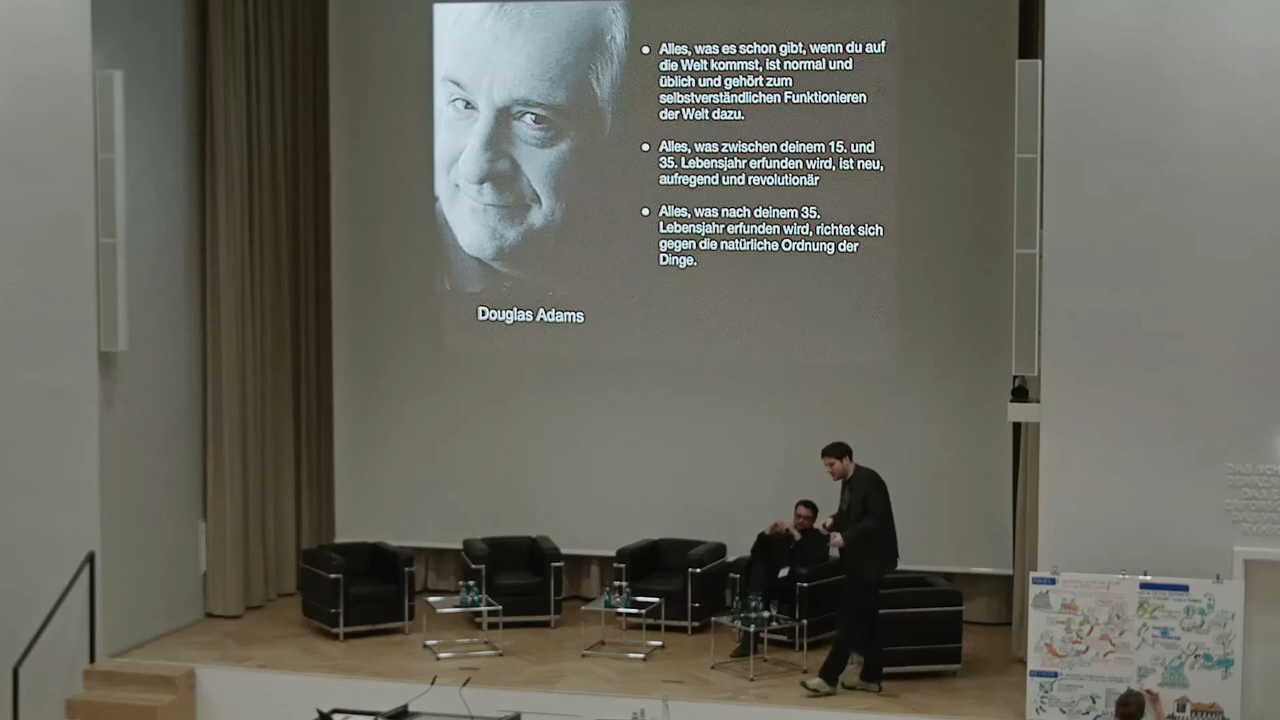 ● Alles, was es schon gibt, wenn du auf
die Welt kommst, ist normal und
üblich und gehört zum
selbstverständlichen Funktionieren
der Welt dazu.
● Alles, was zwischen deinem 15. und
35. Lebensjahr erfunden wird, ist neu,
aufregend und revolutionär
● Alles, was nach deinem 35.
Lebensjahr erfunden wird, richtet sich
gegen die natürliche Ordnung der
Dinge.
Douglas Adams